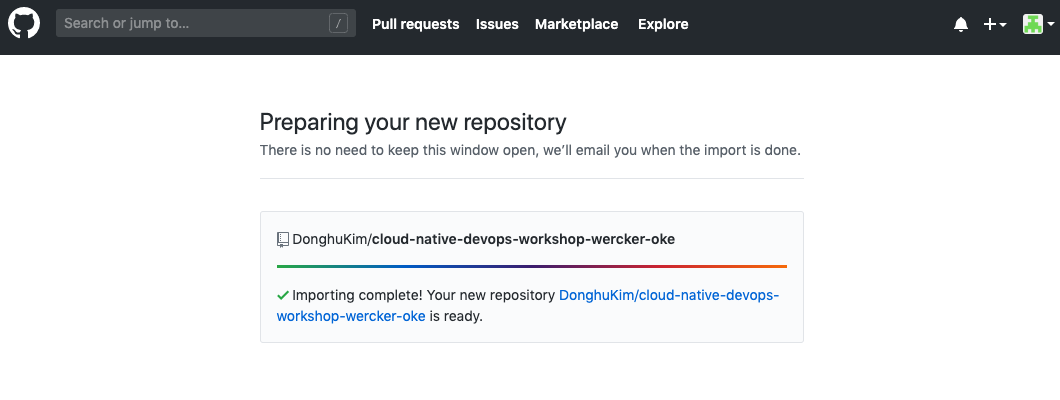 Search or jump to...
/
Pull requests
Issues
Marketplace
Explore
Preparing your new repository
There is no need to keep this window open, we’ll email you when the import is done.
DonghuKim/cloud-native-devops-workshop-wercker-oke
Importing complete! Your new repository DonghuKim/cloud-native-devops-
workshop-wercker-oke is ready.